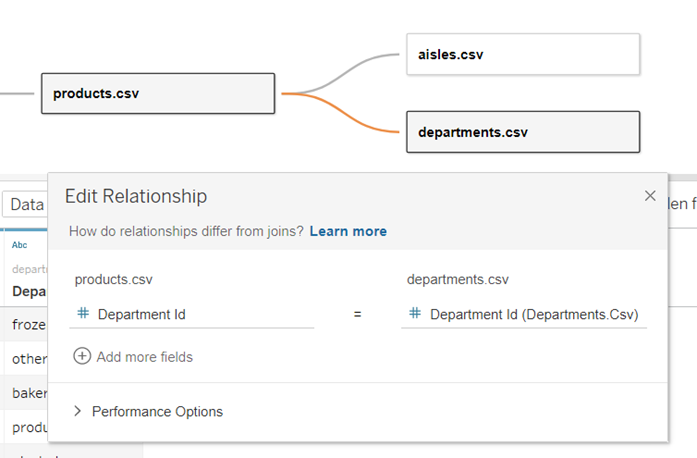 aisles.csv
products.csv
departments.csv
Data
Edit Relationship
How do relationships differ from joins? Learn more
products.csv
departments.csv
# Department Id
=
# Department Id (Departments.Csv)
Add more fields
Performance Options
Abc
depart
Depa
froze
other
baker
produ